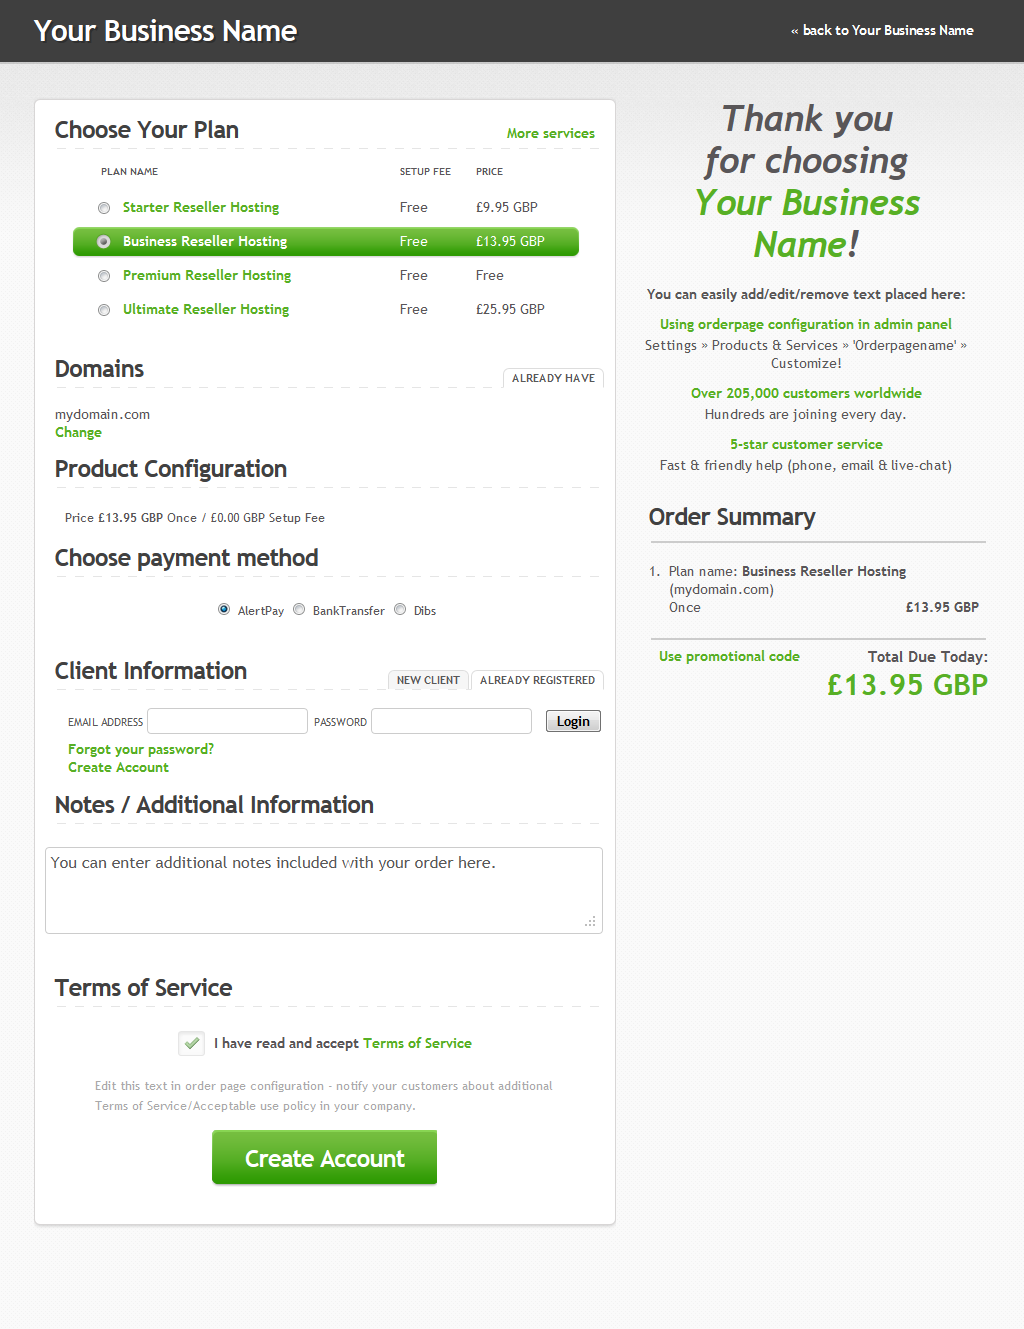 Your Business Name
« back to Your Business Name
Choose Your Plan
More services
PLAN NAME SETUP FEE PRICE
Starter Reseller Hosting Free £9.95 GBP
Business Reseller Hosting Free £13.95 GBP
Premium Reseller Hosting Free Free
Ultimate Reseller Hosting Free £25.95 GBP
Domains
ALREADY HAVE
mydomain.com
Change
Product Configuration
Price £13.95 GBP Once / £0.00 GBP Setup Fee
Choose payment method
AlertPay BankTransfer Dibs
Client Information
NEW CLIENT ALREADY REGISTERED
EMAIL ADDRESS PASSWORD Login
Forgot your password?
Create Account
Notes / Additional Information
You can enter additional notes included with your order here.
Terms of Service
I have read and accept Terms of Service
Edit this text in order page configuration - notify your customers about additional
Terms of Service/Acceptable use policy in your company.
Create Account
Thank you
for choosing
Your Business
Name!
You can easily add/edit/remove text placed here:
Using orderpage configuration in admin panel
Settings » Products & Services » 'Orderpagename' »
Customize!
Over 205,000 customers worldwide
Hundreds are joining every day.
5-star customer service
Fast & friendly help (phone, email & live-chat)
Order Summary
1. Plan name: Business Reseller Hosting
(mydomain.com)
Once £13.95 GBP
Use promotional code Total Due Today:
£13.95 GBP